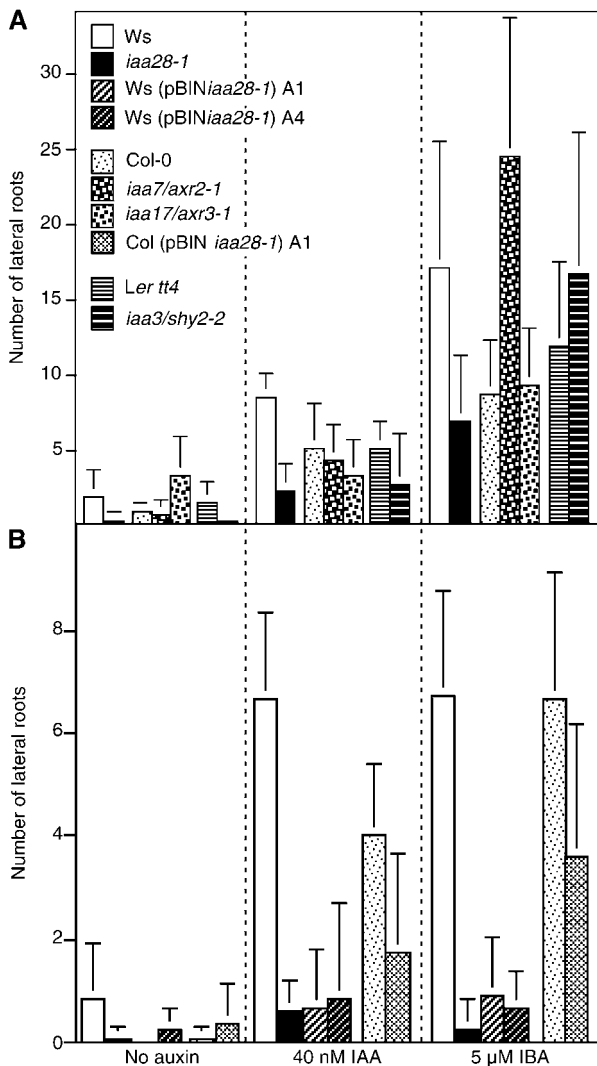 A
Number of lateral roots
30
25
20
15
10
5
Ws
iaa28-1
Ws (pBINiaa28-1) A1
Ws (pBINiaa28-1) A4
Col-0
iaa7/axr2-1
iaa17/axr3-1
Col (pBIN iaa28-1) A1
Ler tt4
iaa3/shy2-2
B
Number of lateral roots
8
6
4
2
0
No auxin
40 nM IAA
5 µM IBA